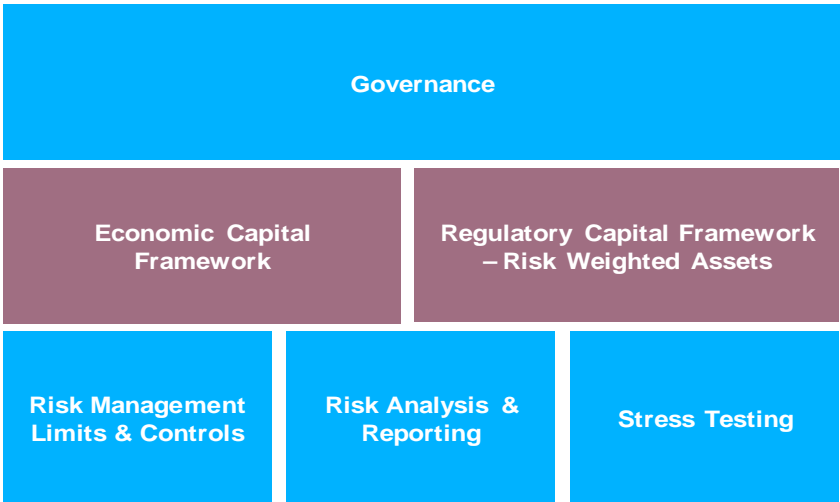 Governance
Economic Capital
Framework
Regulatory Capital Framework
– Risk Weighted Assets
Risk Management
Limits & Controls
Risk Analysis &
Reporting
Stress Testing